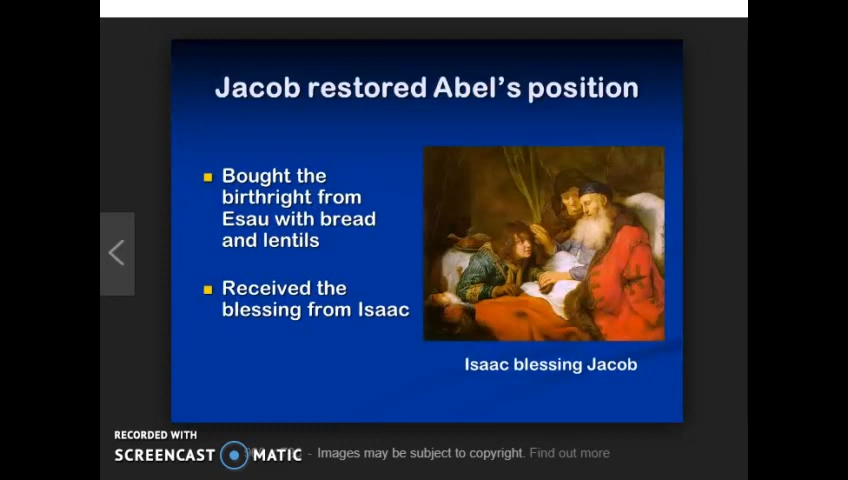 Jacob restored Abel's position
Bought the
birthright from
Esau with bread
and lentils
Received the
blessing from Isaac
Isaac blessing Jacob
RECORDED WITH
SCREENCAST MATIC
- Images may be subject to copyright. Find out more